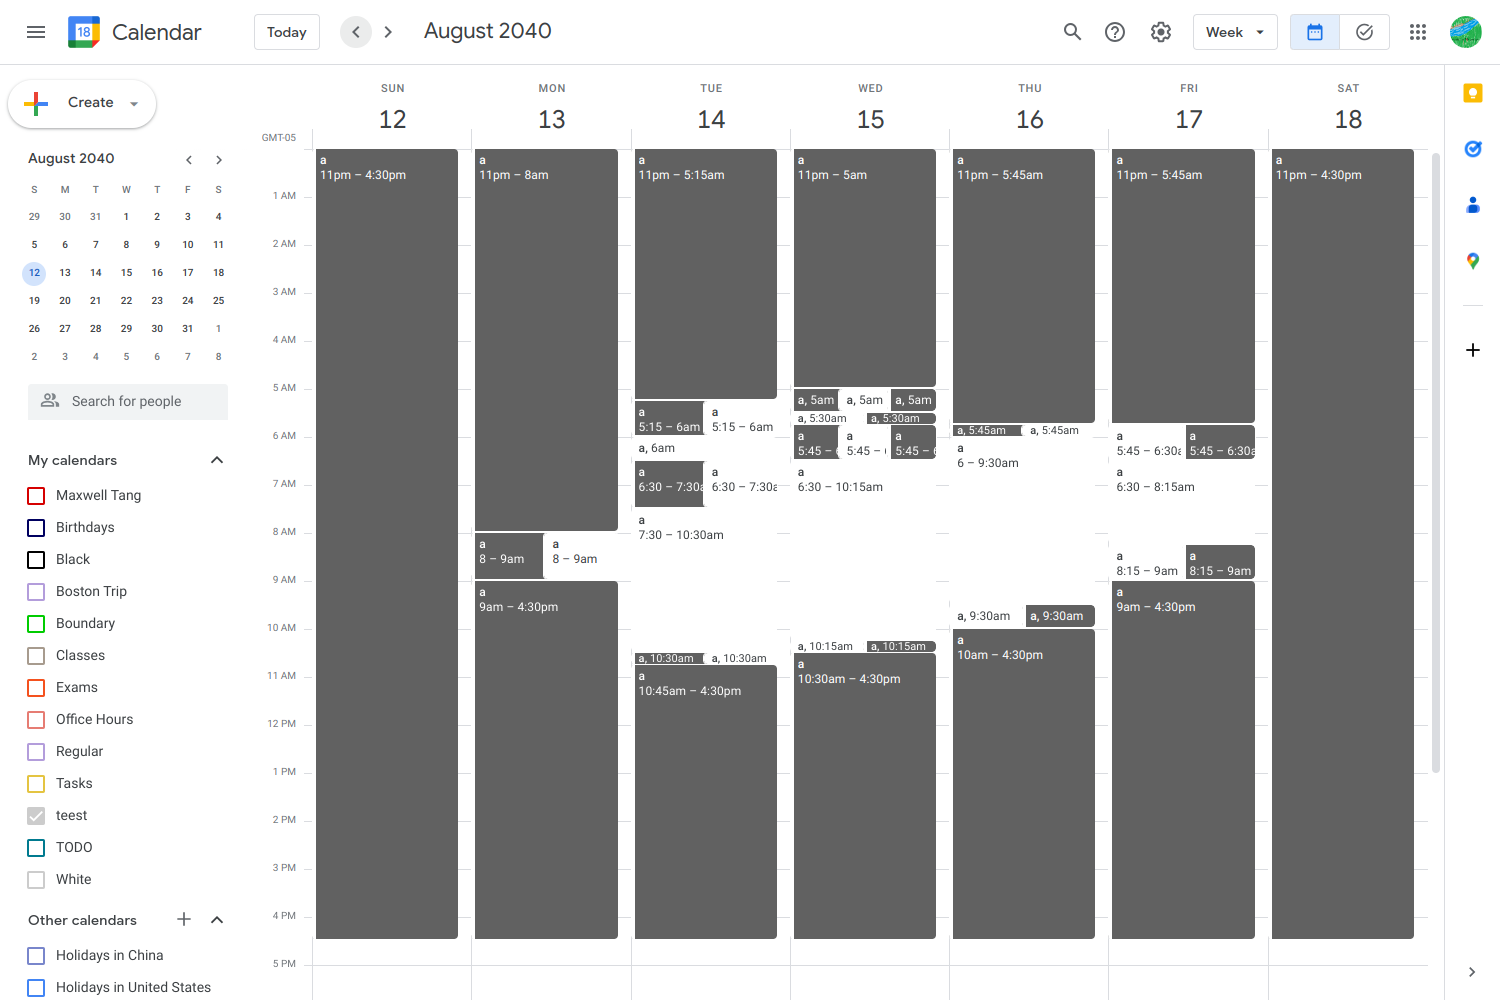 18 Calendar Today August 2040 Week
Create
August 2040
S M T W T F S
29 30 31 1 2 3 4
5 6 7 8 9 10 11
12 13 14 15 16 17 18
19 20 21 22 23 24 25
26 27 28 29 30 31 1
2 3 4 5 6 7 8
Search for people
My calendars
Maxwell Tang
Birthdays
Black
Boston Trip
Boundary
Classes
Exams
Office Hours
Regular
Tasks
teest
TODO
White
Other calendars
Holidays in China
Holidays in United States
SUN MON TUE WED THU FRI SAT
12 13 14 15 16 17 18
GMT-05
1 AM
2 AM
3 AM
4 AM
5 AM
6 AM
7 AM
8 AM
9 AM
10 AM
11 AM
12 PM
1 PM
2 PM
3 PM
4 PM
5 PM
a
11pm – 4:30pm
a
11pm – 8am
a
8 – 9am
a
8 – 9am
a
9am – 4:30pm
a
11pm – 5:15am
a
5:15 – 6am
a
5:15 – 6am
a, 6am
a
6:30 – 7:30a
a
6:30 – 7:30a
a
7:30 – 10:30am
a, 10:30am
a, 10:30am
a
10:45am – 4:30pm
a
11pm – 5am
a, 5am
a, 5am
a, 5am
a, 5:30am
a, 5:30am
a
5:45 – 6
a
5:45 –
a
5:45 – 6
a
6:30 – 10:15am
a, 10:15am
a, 10:15am
a
10:30am – 4:30pm
a
11pm – 5:45am
a, 5:45am
a, 5:45am
a
6 – 9:30am
a, 9:30am
a, 9:30am
a
10am – 4:30pm
a
11pm – 5:45am
a
5:45 – 6:30a
a
5:45 – 6:30a
a
6:30 – 8:15am
a
8:15 – 9am
a
8:15 – 9am
a
9am – 4:30pm
a
11pm – 4:30pm